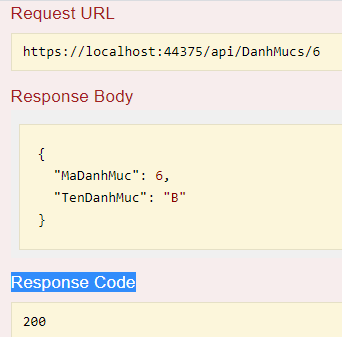 Request URL
https://localhost:44375/api/DanhMucs/6
Response Body
{
  "MaDanhMuc": 6,
  "TenDanhMuc": "B"
}
Response Code
200